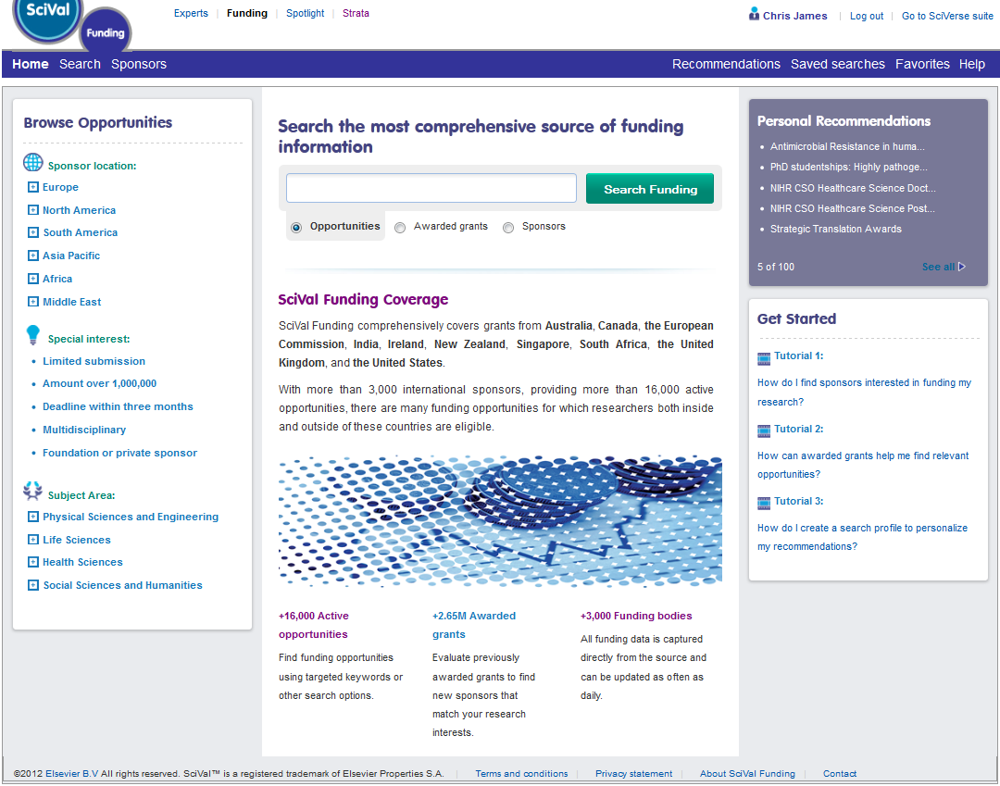 SciVal
Funding
Experts
Funding
Spotlight
Strata
Chris James
Log out
Go to SciVerse suite
Home
Search
Sponsors
Recommendations
Saved searches
Favorites
Help
Browse Opportunities
Sponsor location:
Europe
North America
South America
Asia Pacific
Africa
Middle East
Special interest:
Limited submission
Amount over 1,000,000
Deadline within three months
Multidisciplinary
Foundation or private sponsor
Subject Area:
Physical Sciences and Engineering
Life Sciences
Health Sciences
Social Sciences and Humanities
Search the most comprehensive source of funding
information
Search Funding
Opportunities
Awarded grants
Sponsors
SciVal Funding Coverage
SciVal Funding comprehensively covers grants from Australia, Canada, the European
Commission, India, Ireland, New Zealand, Singapore, South Africa, the United
Kingdom, and the United States.
With more than 3,000 international sponsors, providing more than 16,000 active
opportunities, there are many funding opportunities for which researchers both inside
and outside of these countries are eligible.
+16,000 Active
opportunities
Find funding opportunities
using targeted keywords or
other search options.
+2.65M Awarded
grants
Evaluate previously
awarded grants to find
new sponsors that
match your research
interests.
+3,000 Funding bodies
All funding data is captured
directly from the source and
can be updated as often as
daily.
Personal Recommendations
Antimicrobial Resistance in huma...
PhD studentships: Highly pathoge...
NIHR CSO Healthcare Science Doct...
NIHR CSO Healthcare Science Post...
Strategic Translation Awards
5 of 100
See all
Get Started
Tutorial 1:
How do I find sponsors interested in funding my
research?
Tutorial 2:
How can awarded grants help me find relevant
opportunities?
Tutorial 3:
How do I create a search profile to personalize
my recommendations?
©2012 Elsevier B.V All rights reserved. SciVal™ is a registered trademark of Elsevier Properties S.A.
Terms and conditions
Privacy statement
About SciVal Funding
Contact